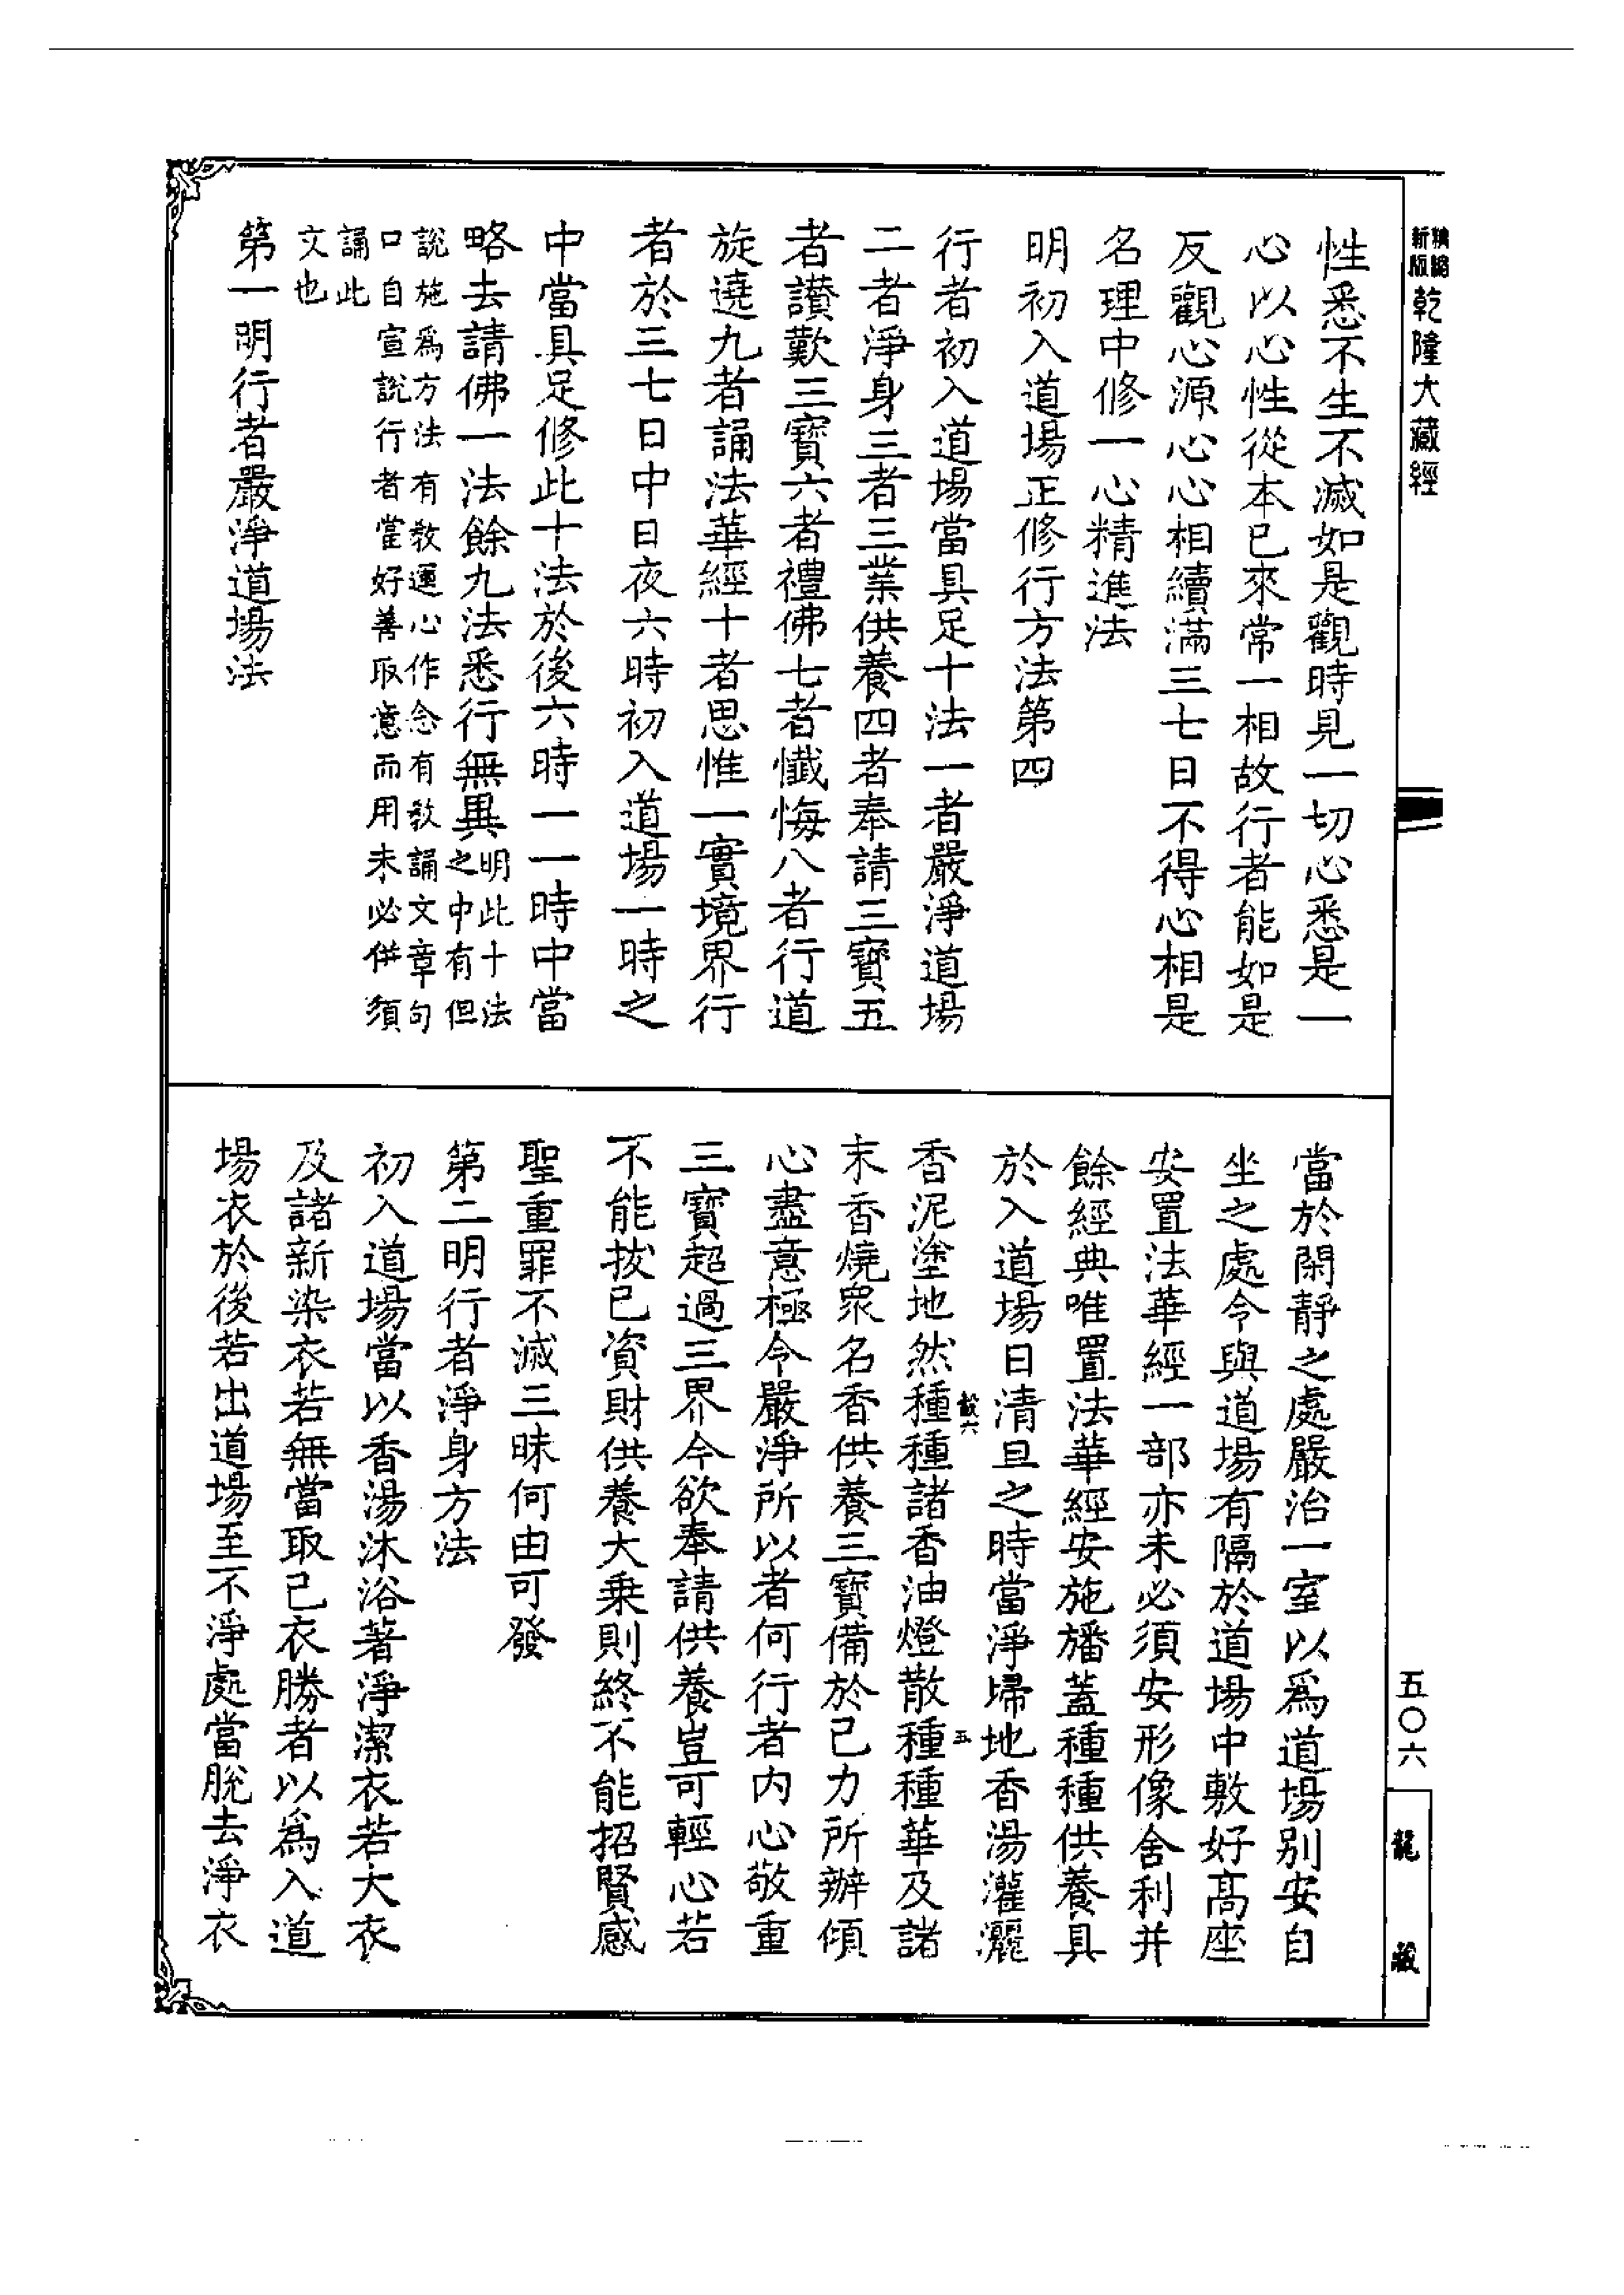 新版
乾隆大藏經
性悉不生不滅如是觀時見一切心悉是一
心以心性從本已來常一相故行者能如是
反觀心源心心相續滿三七日不得心相是
名理中修一心精進法
明初入道場正修行方法第四
行者初入道場當具足十法一者嚴淨道場
二者淨身三者三業供養四者奉請三寶五
者讃歎三寶六者禮佛七者懺悔八者行道
旋遶九者誦法華經十者思惟一實境界行
者於三七日中日夜六時初入道場一時之
中當具足修此十法於後六時一一時中當
略去請佛一法餘九法悉行無異明此十法
之中有但
說施為方法有教運心作念有教誦文章句
口自宣說行者當好善取意而用未必併須
誦此
文也
第一明行者嚴淨道場法
當於閑靜之處嚴治一室以爲道場别安自
坐之處令與道場有隔於道場中敷好髙座
安置法華經一部亦未必須安形像舍利并
餘經典唯置法華經安施旛蓋種種供養具
於入道場日清旦之時當淨埽地香湯灌灑
香泥塗地然種種諸香油燈散種種華及諸
末香燒衆名香供養三寶備於己力所辦傾
心盡意極令嚴淨所以者何行者内心敬重
三寶超過三界今欲奉請供養豈可輕心若
不能拔己資財供養大乗則終不能招賢感
聖重罪不滅三昧何由可發
第二明行者淨身方法
初入道場當以香湯沐浴著淨潔衣若大衣
及諸新染衣若無當取己衣勝者以爲入道
場衣於後若出道場至不淨處當脫去淨衣
五
五〇六
龍藏